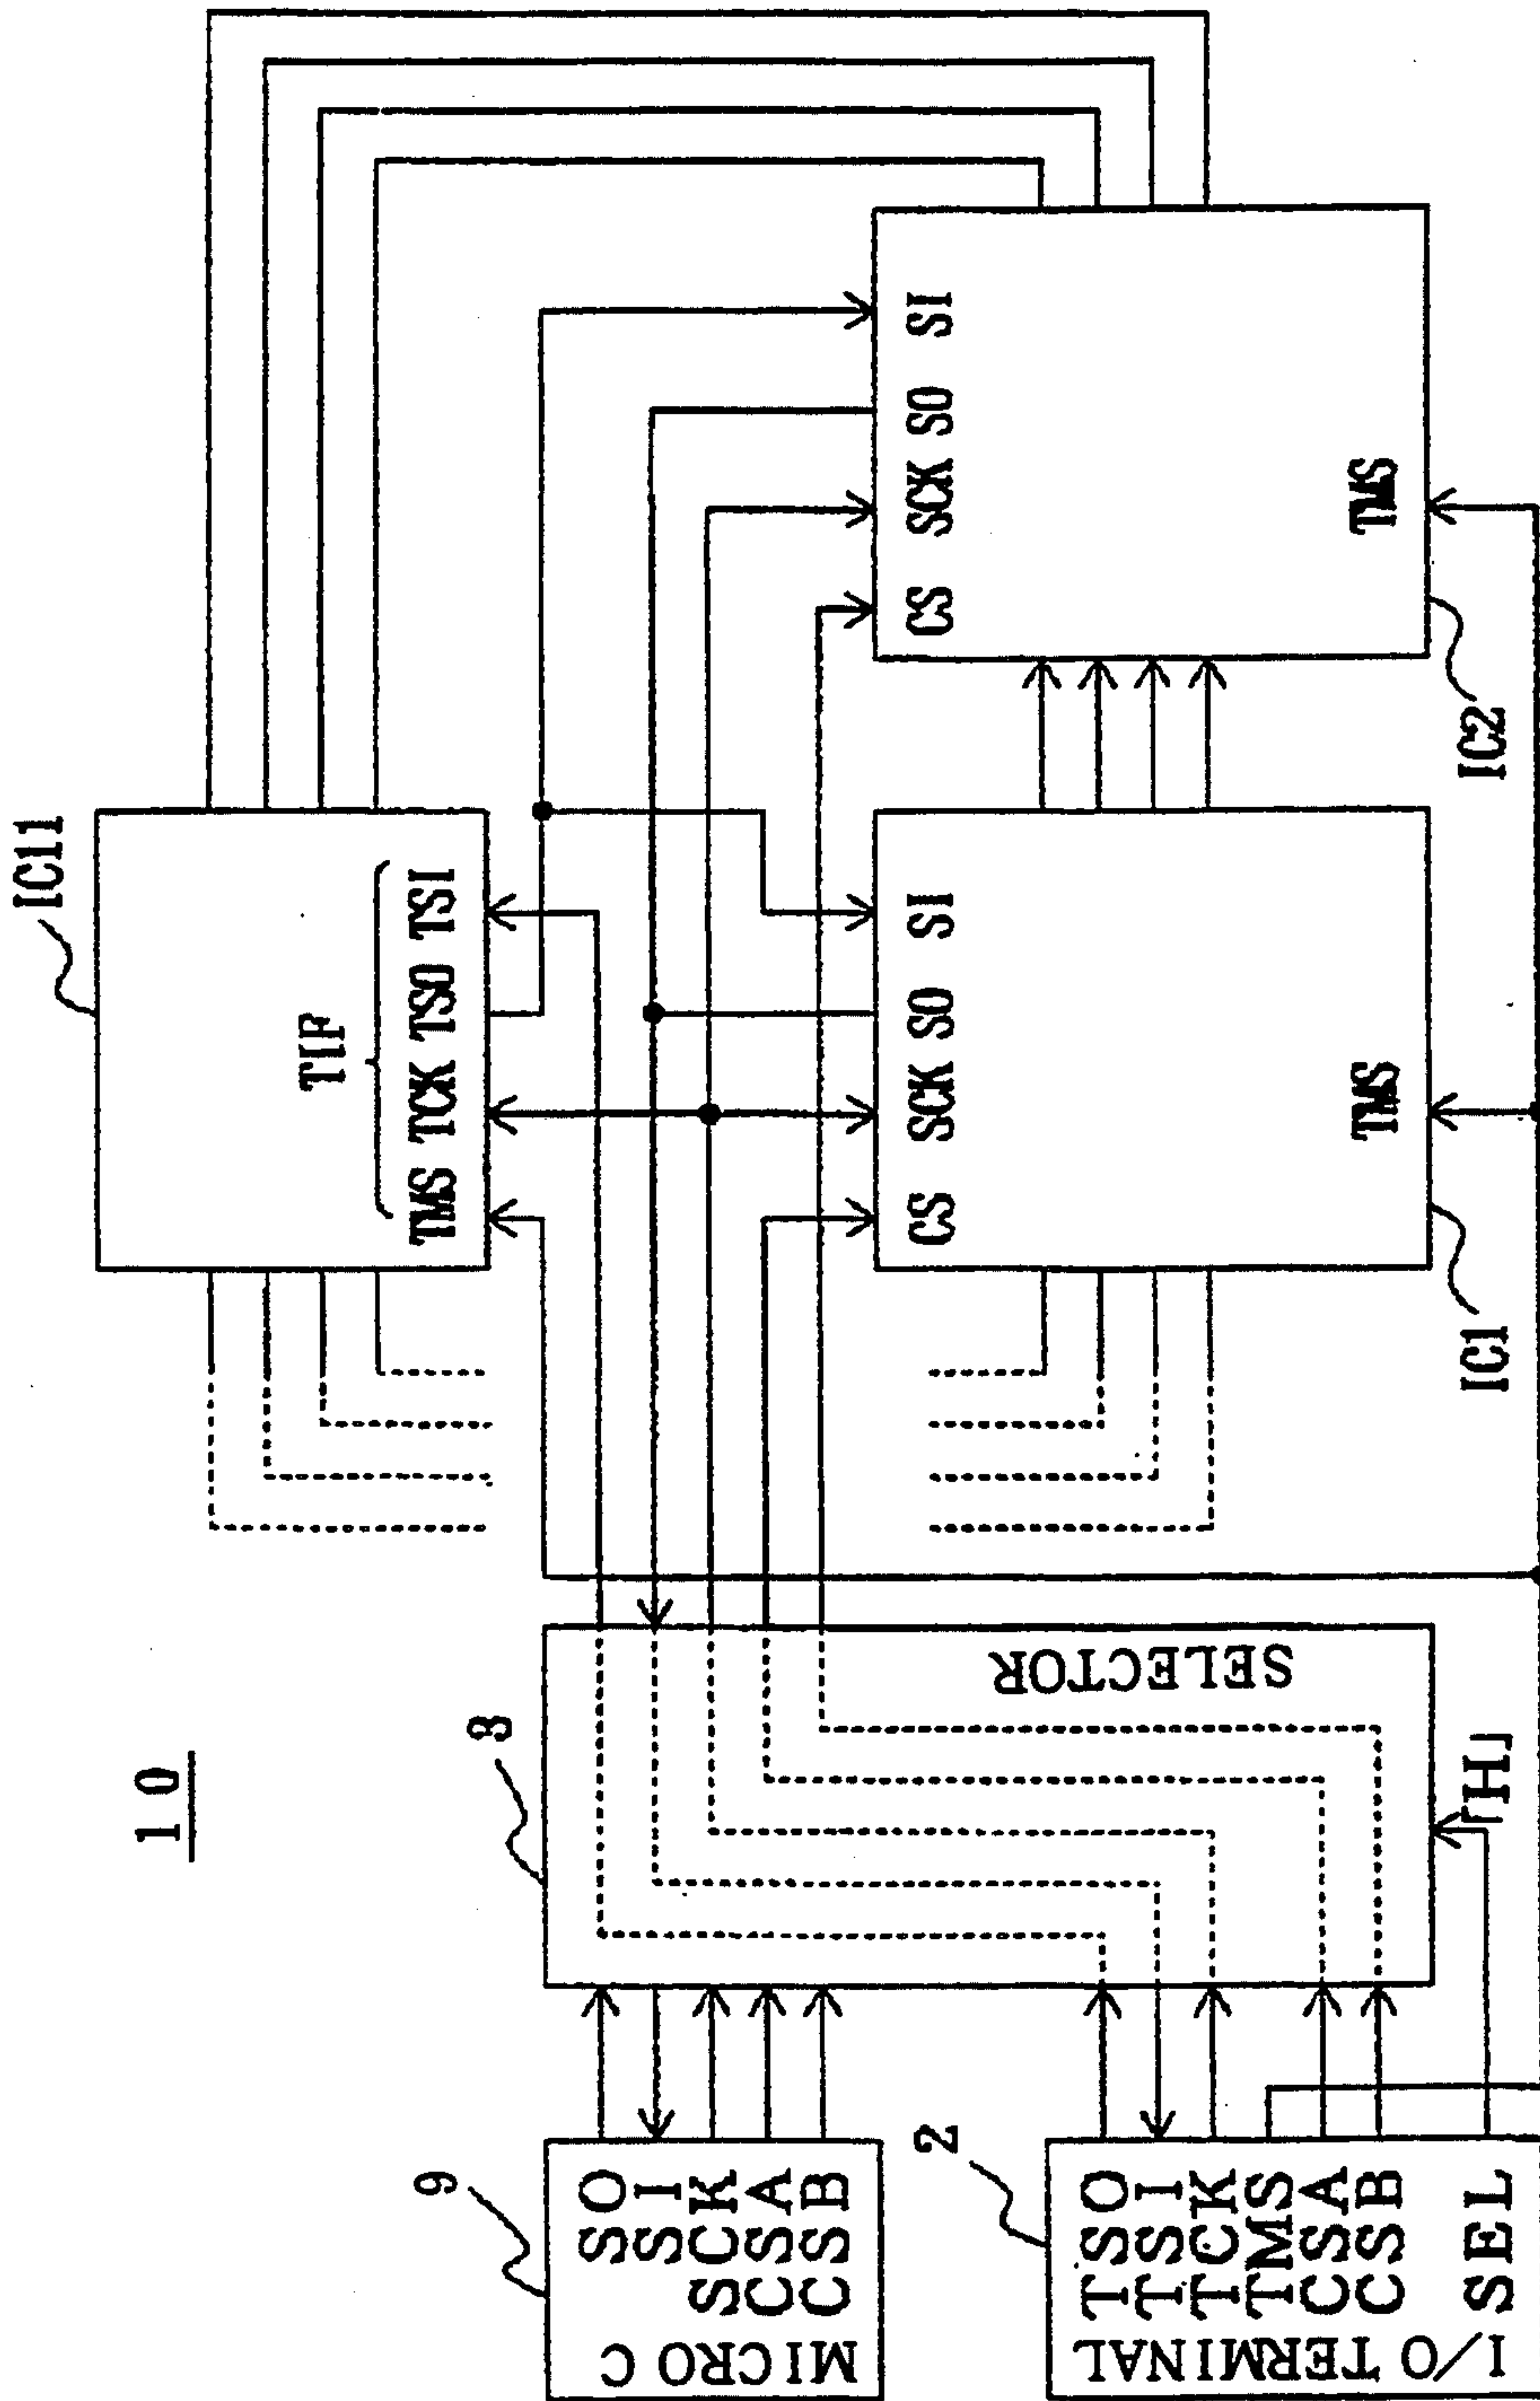 10
9
MICRO C
SO
SI
SCK
CSA
CSB
2
I/O TERMINAL
TSO
TSI
TCK
TMS
CSA
CSB
SEL
8
SELECTOR
「H」
IC11
TIF
TMS TCK TSO TSI
CS SCK SO SI
TMS
IC1
CS SCK SO SI
TMS
IC2